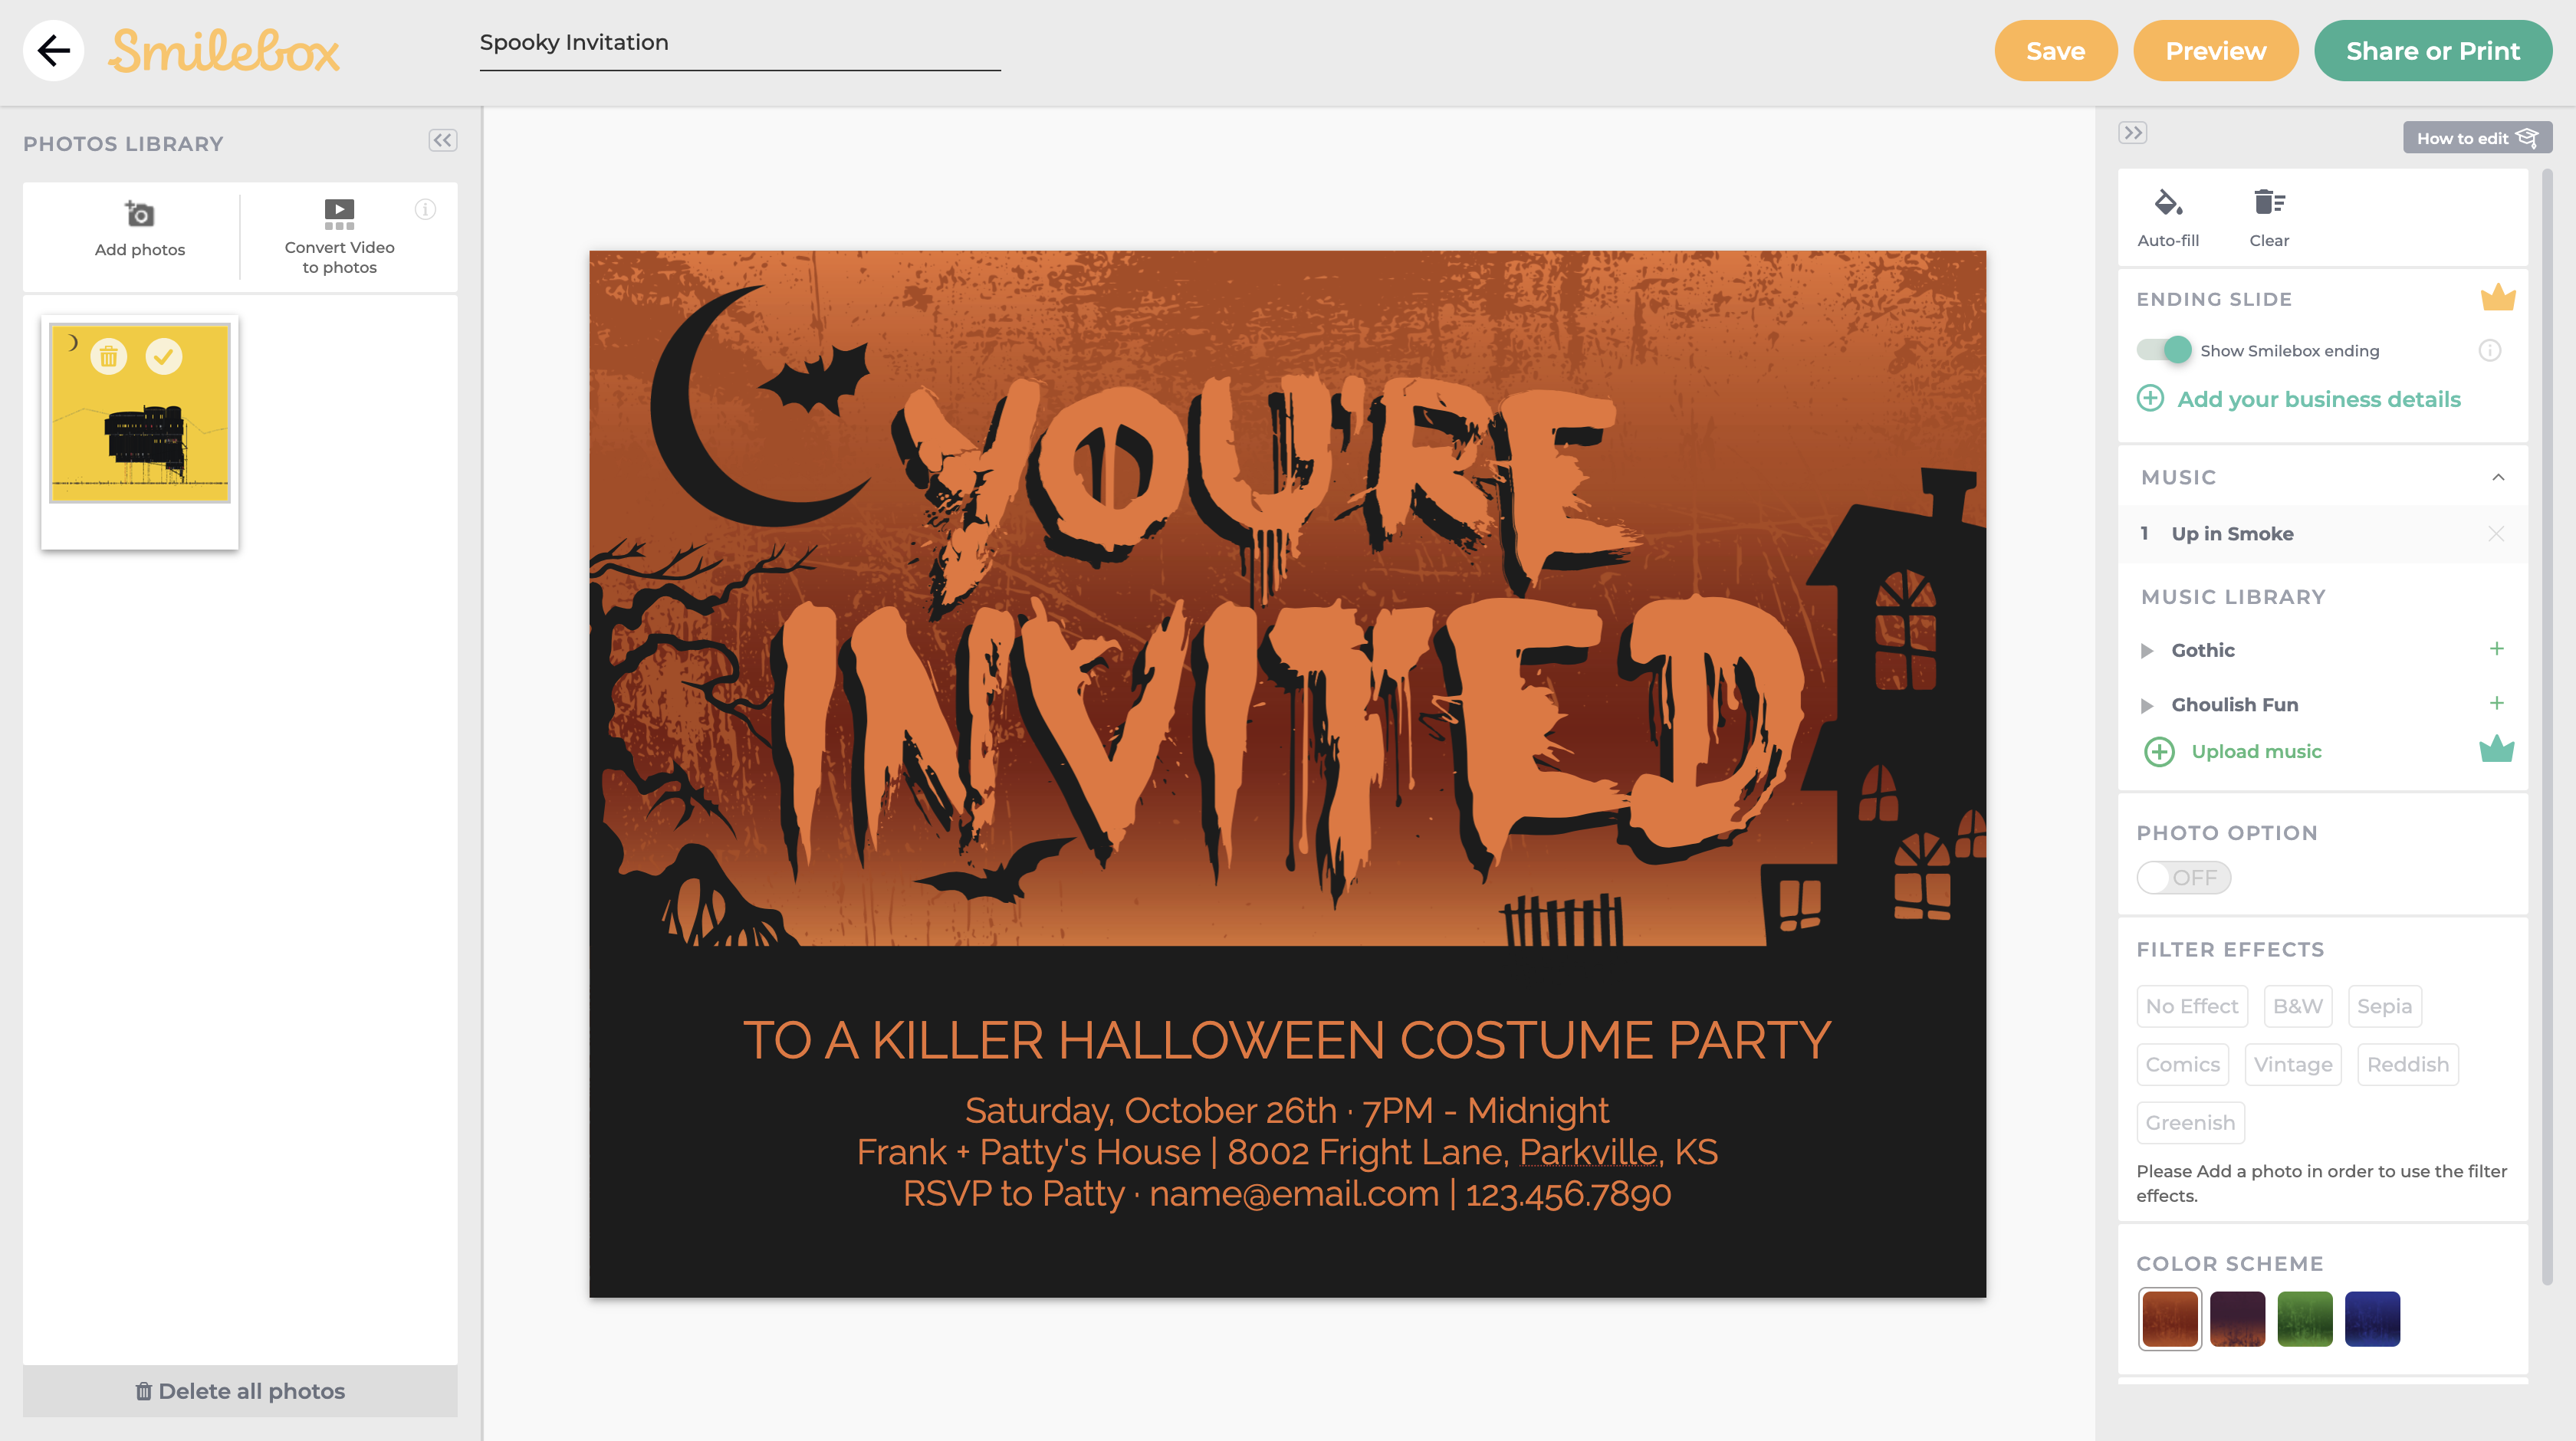 Smilebox
Spooky Invitation
Save
Preview
Share or Print
PHOTOS LIBRARY
Add photos
Convert Video
to photos
Delete all photos
YOU'RE
INVITED
TO A KILLER HALLOWEEN COSTUME PARTY
Saturday, October 26th · 7PM - Midnight
Frank + Patty's House | 8002 Fright Lane, Parkville, KS
RSVP to Patty · name@email.com | 123.456.7890
How to edit
Auto-fill
Clear
ENDING SLIDE
Show Smilebox ending
Add your business details
MUSIC
1 Up in Smoke
MUSIC LIBRARY
Gothic
Ghoulish Fun
Upload music
PHOTO OPTION
OFF
FILTER EFFECTS
No Effect B&W Sepia
Comics Vintage Reddish
Greenish
Please Add a photo in order to use the filter
effects.
COLOR SCHEME